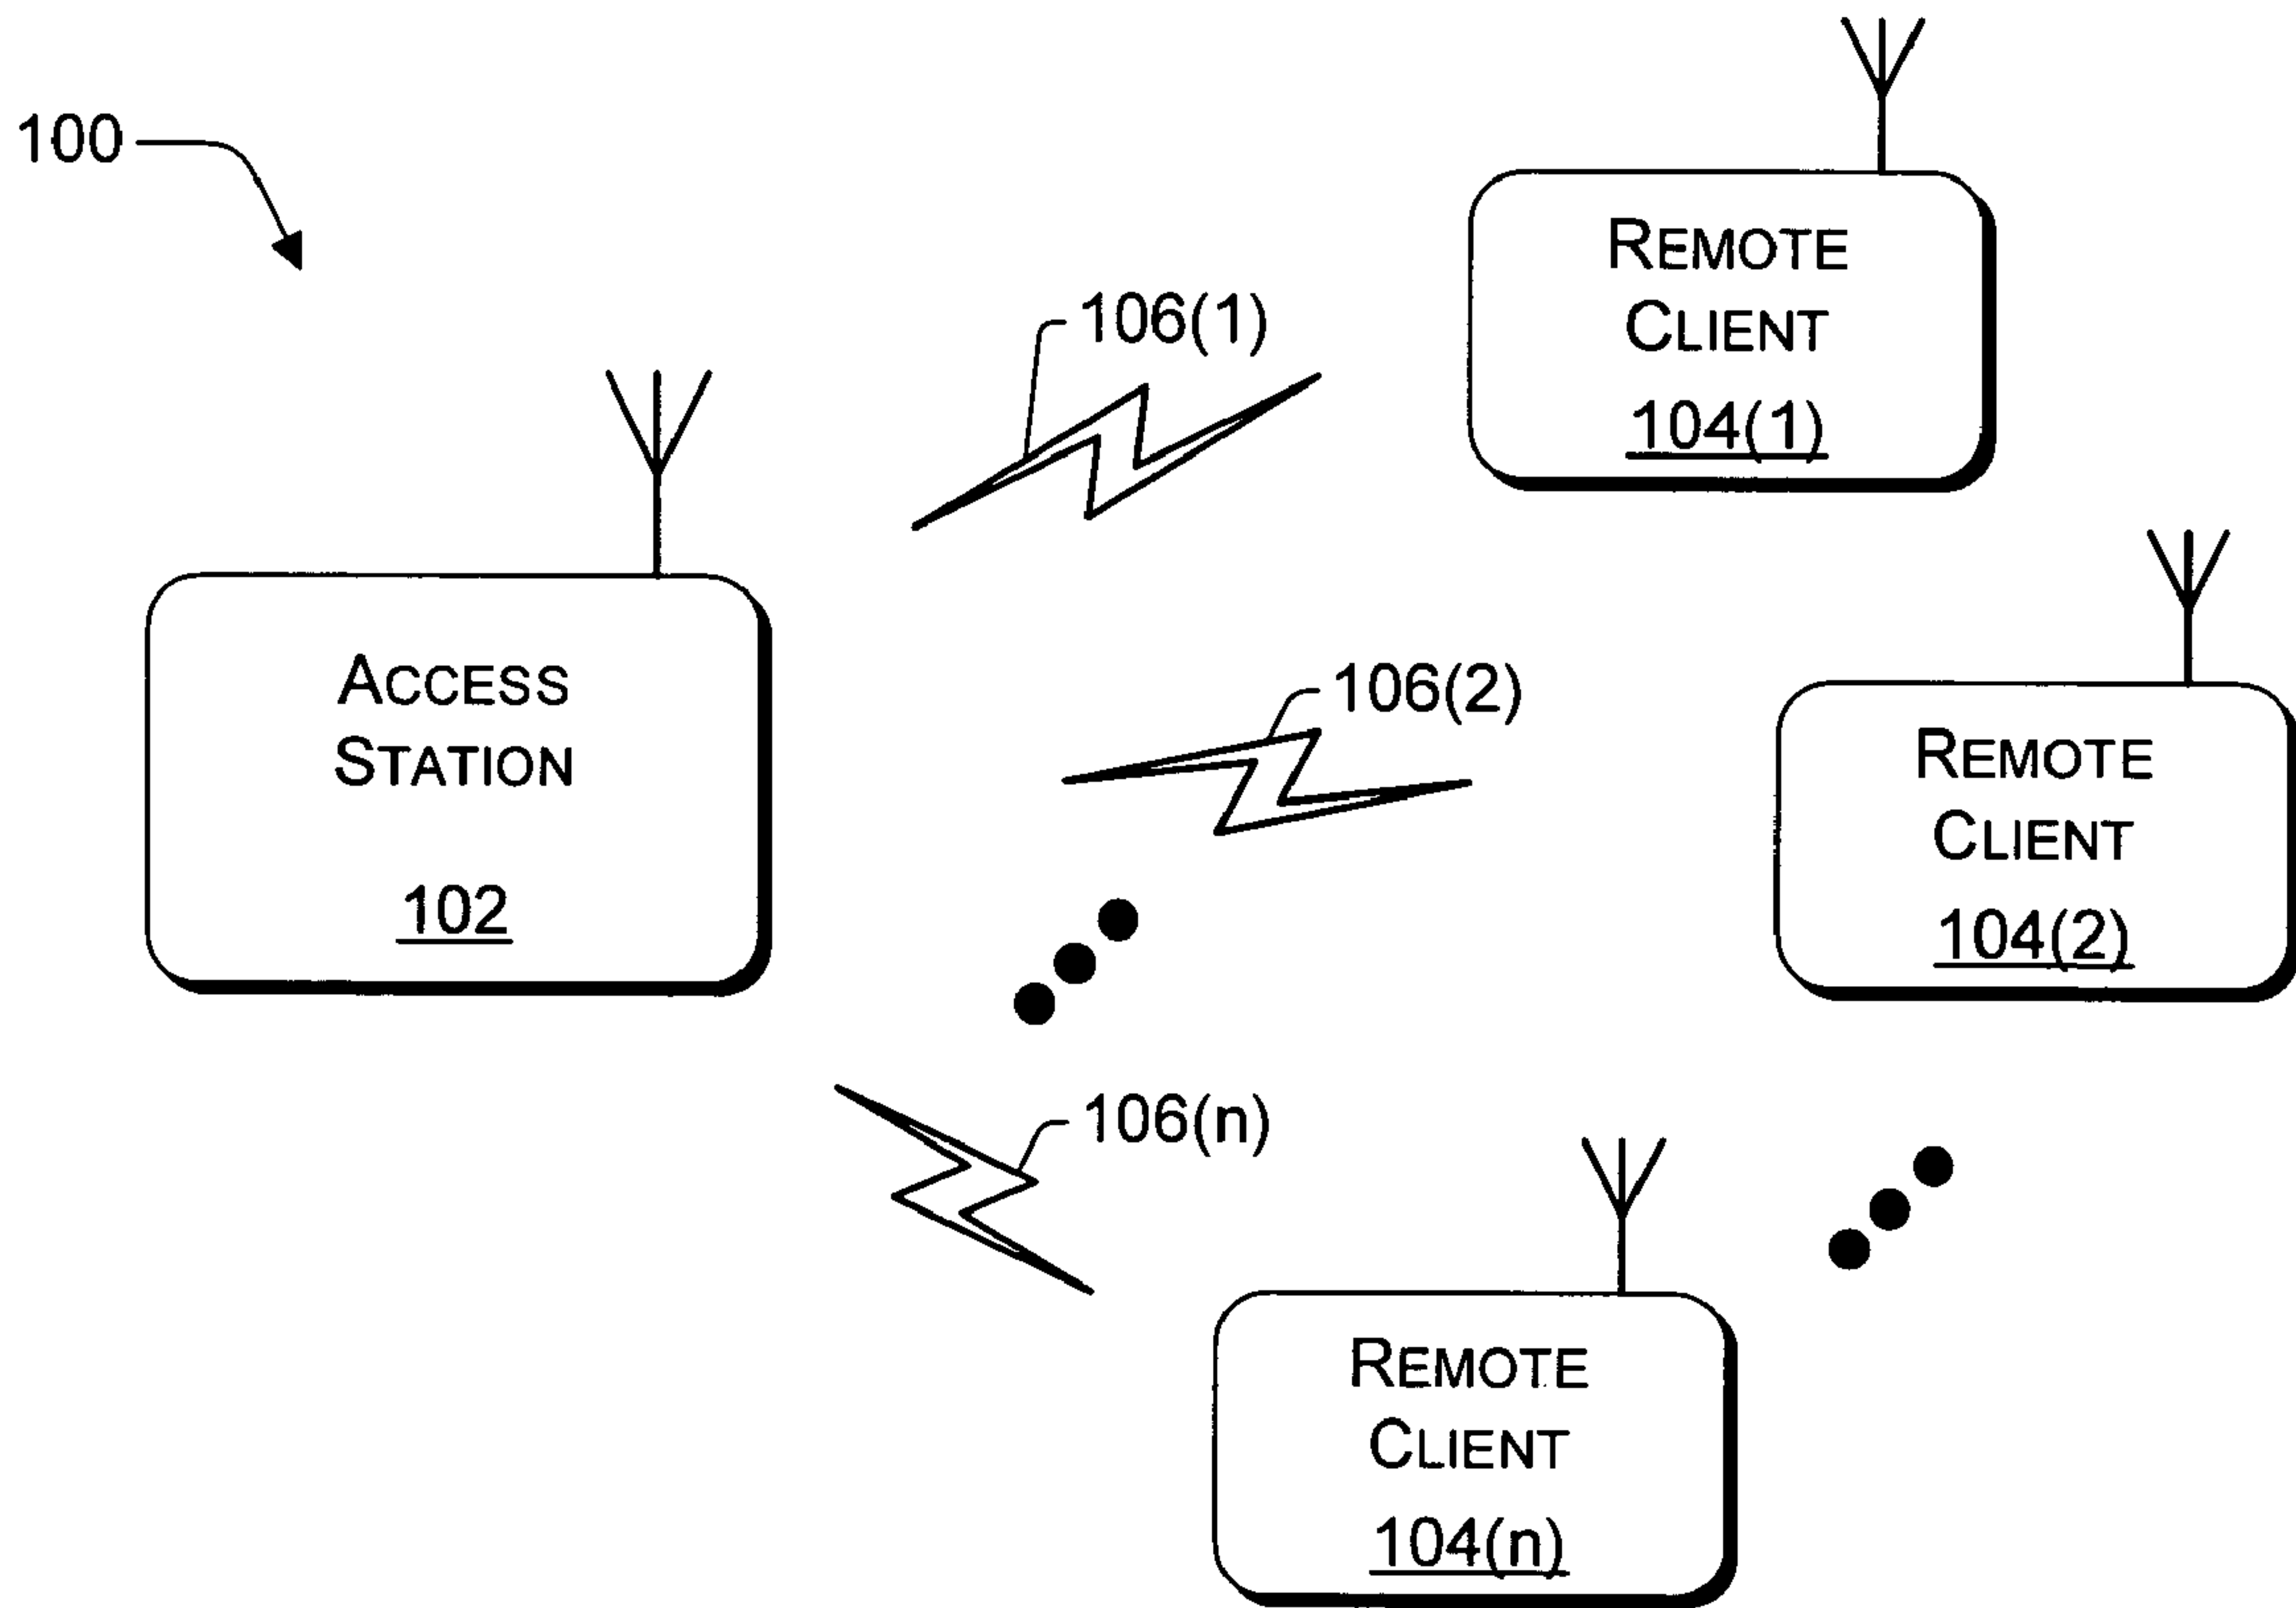 100
REMOTE
CLIENT
104(1)
106(1)
ACCESS
STATION
102
106(2)
REMOTE
CLIENT
104(2)
106(n)
REMOTE
CLIENT
104(n)